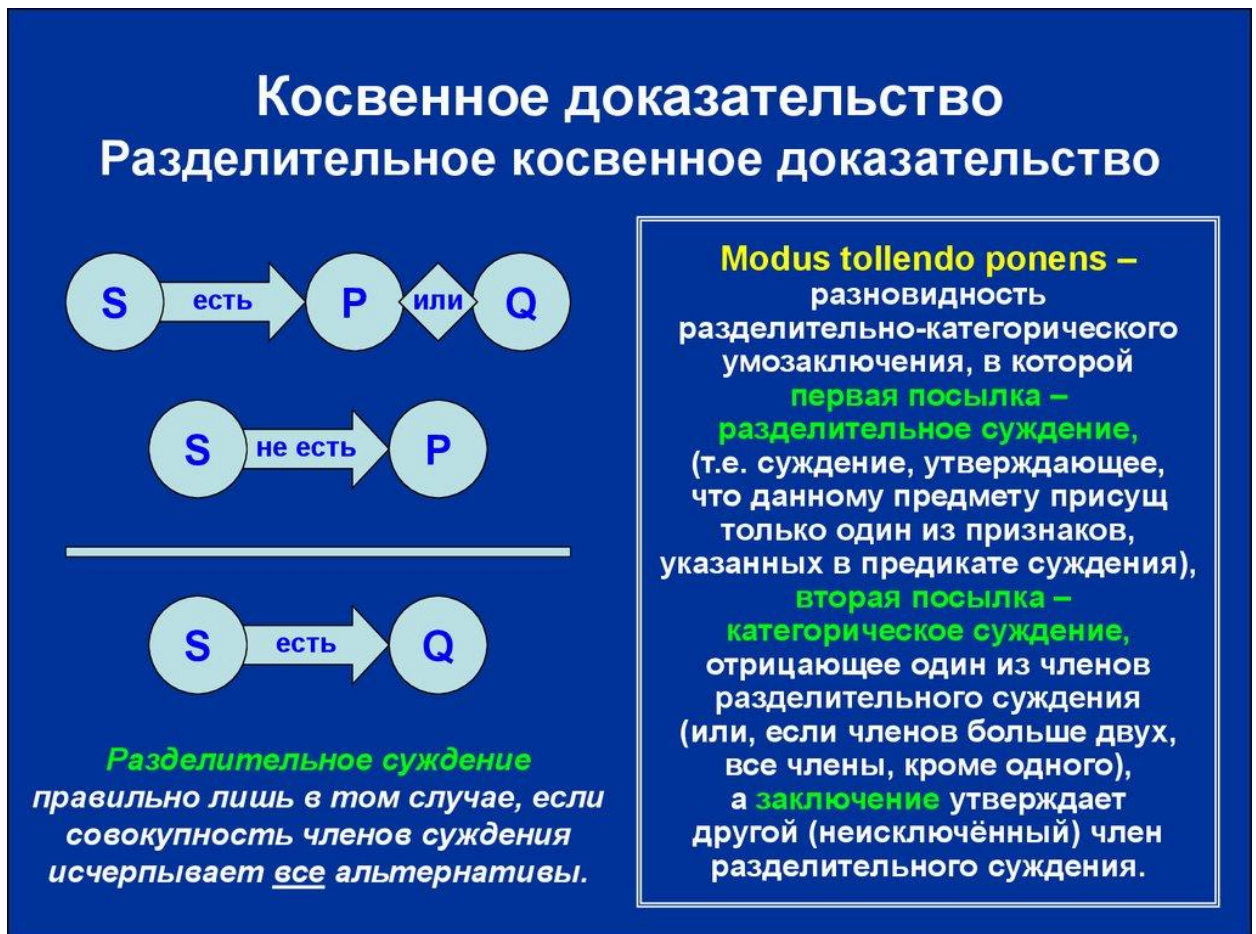 Косвенное доказательство
Разделительное косвенное доказательство
S есть P или Q
S не есть P
S есть Q
Разделительное суждение
правильно лишь в том случае, если
совокупность членов суждения
исчерпывает все альтернативы.
Modus tollendo ponens –
разновидность
разделительно-категорического
умозаключения, в которой
первая посылка –
разделительное суждение,
(т.е. суждение, утверждающее,
что данному предмету присущ
только один из признаков,
указанных в предикате суждения),
вторая посылка –
категорическое суждение,
отрицающее один из членов
разделительного суждения
(или, если членов больше двух,
все члены, кроме одного),
а заключение утверждает
другой (неисключённый) член
разделительного суждения.